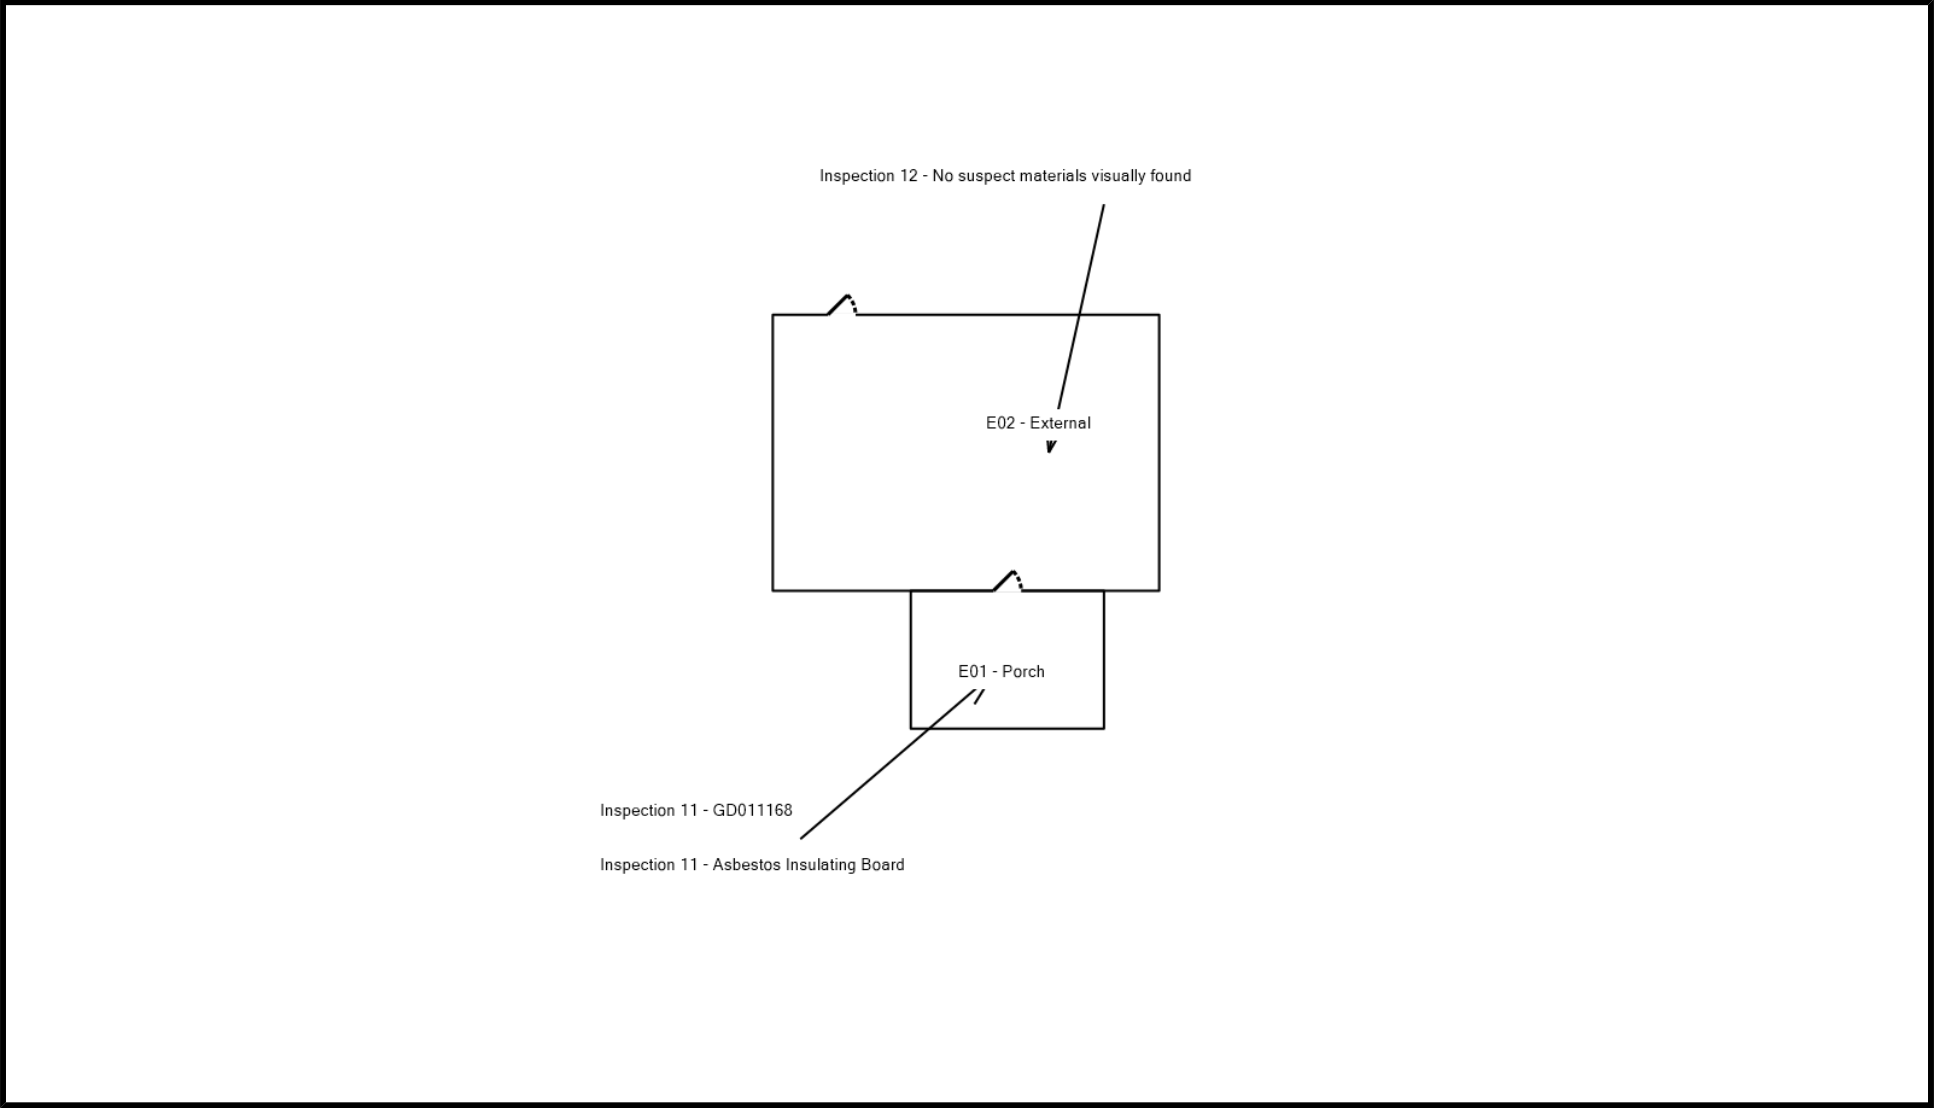 Inspection 12 - No suspect materials visually found
E02 - External
E01 - Porch
Inspection 11 - GD011168
Inspection 11 - Asbestos Insulating Board